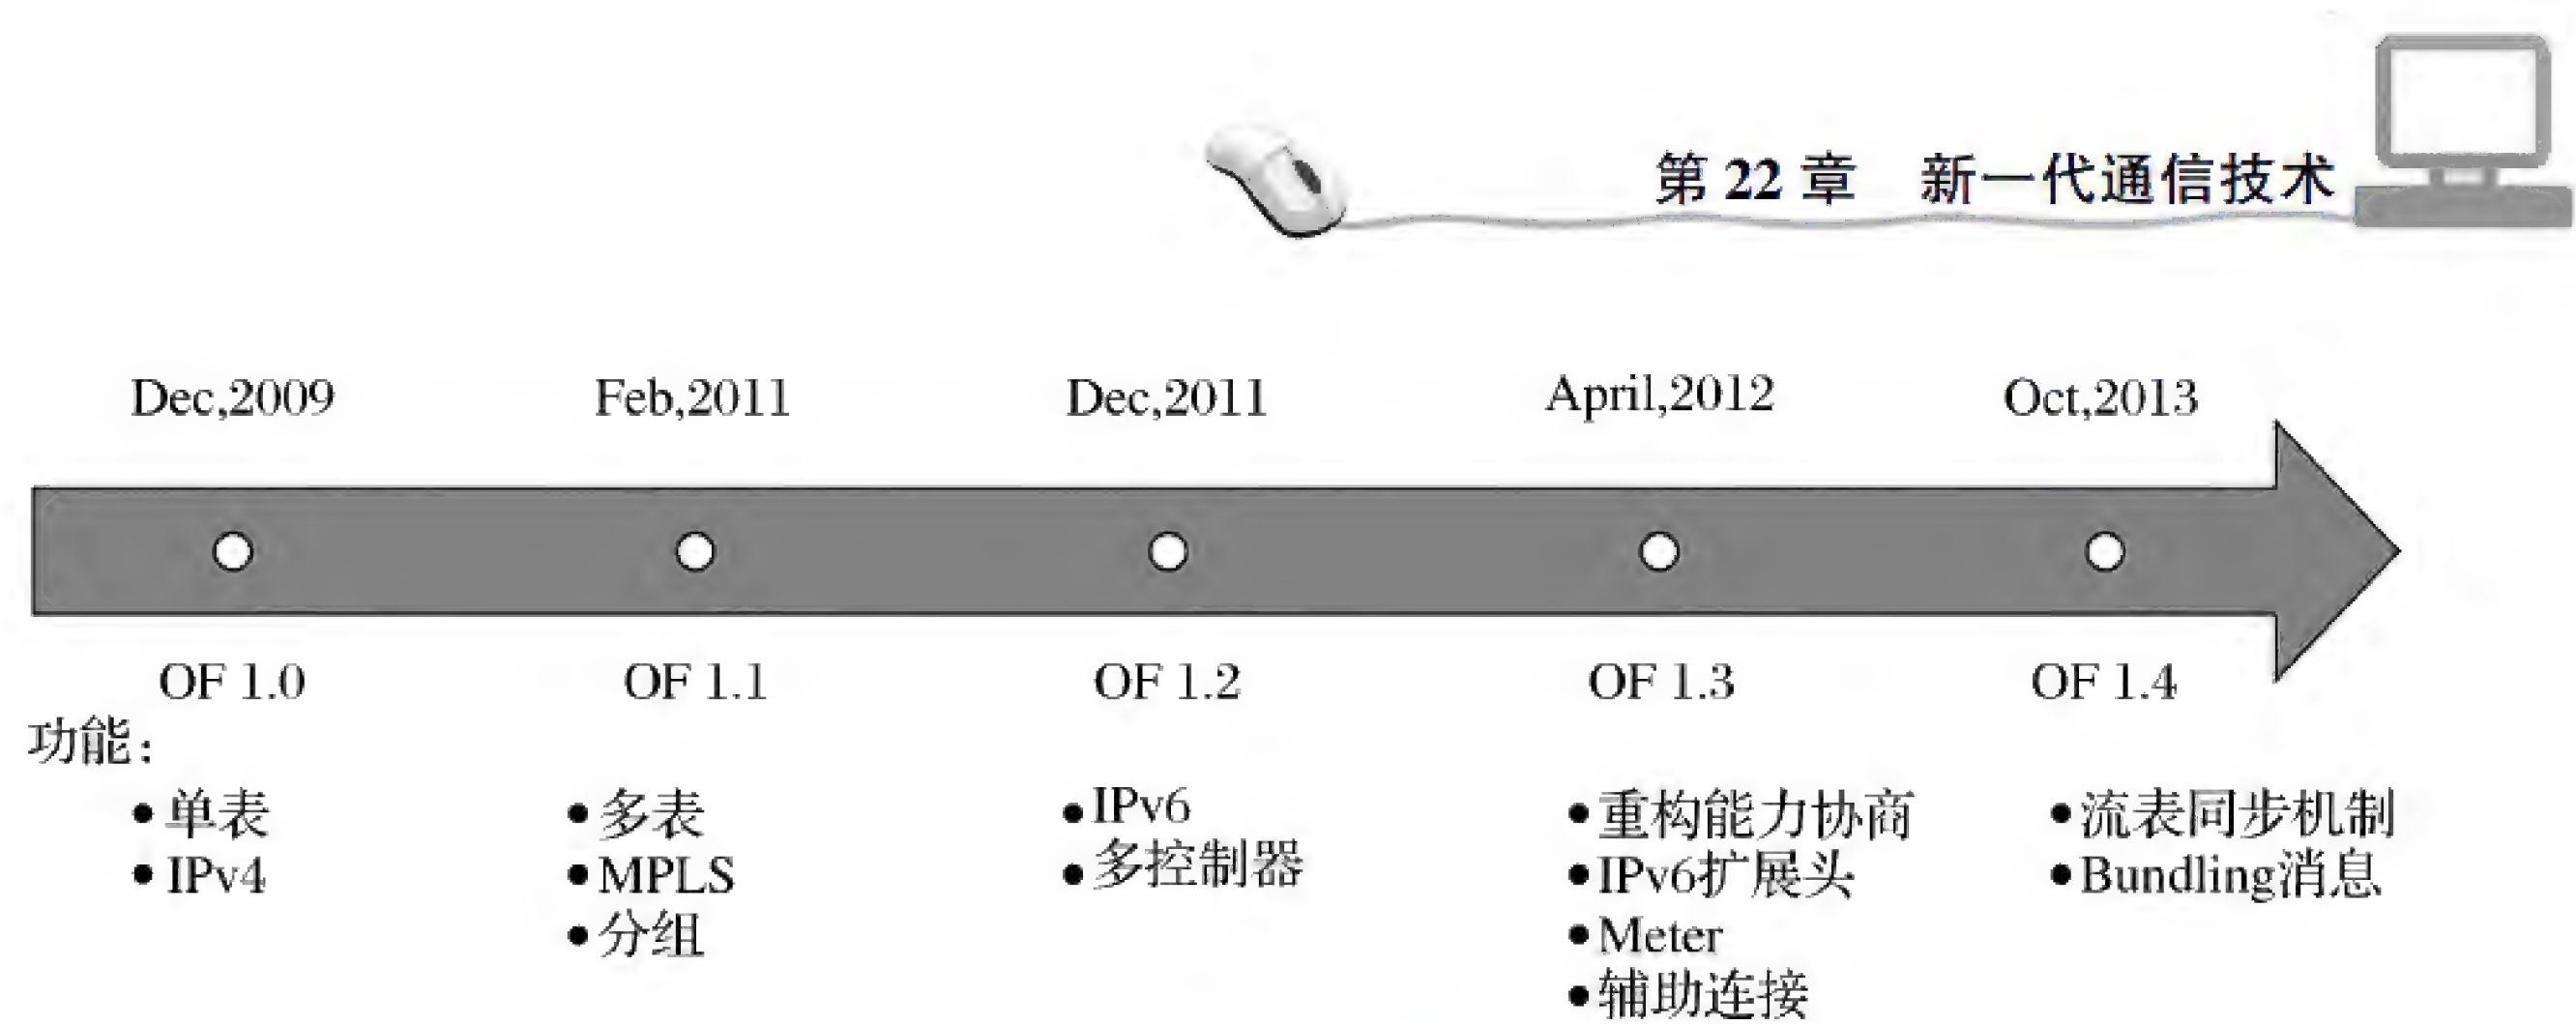 第 22 章 新一代通信技术
Dec,2009 Feb,2011 Dec,2011 April,2012 Oct,2013
OF 1.0 OF 1.1 OF 1.2 OF 1.3 OF 1.4
功能：
•单表 •多表 •IPv6 •重构能力协商 •流表同步机制
•IPv4 •MPLS •多控制器 •IPv6扩展头 •Bundling消息
•分组 •Meter
•辅助连接